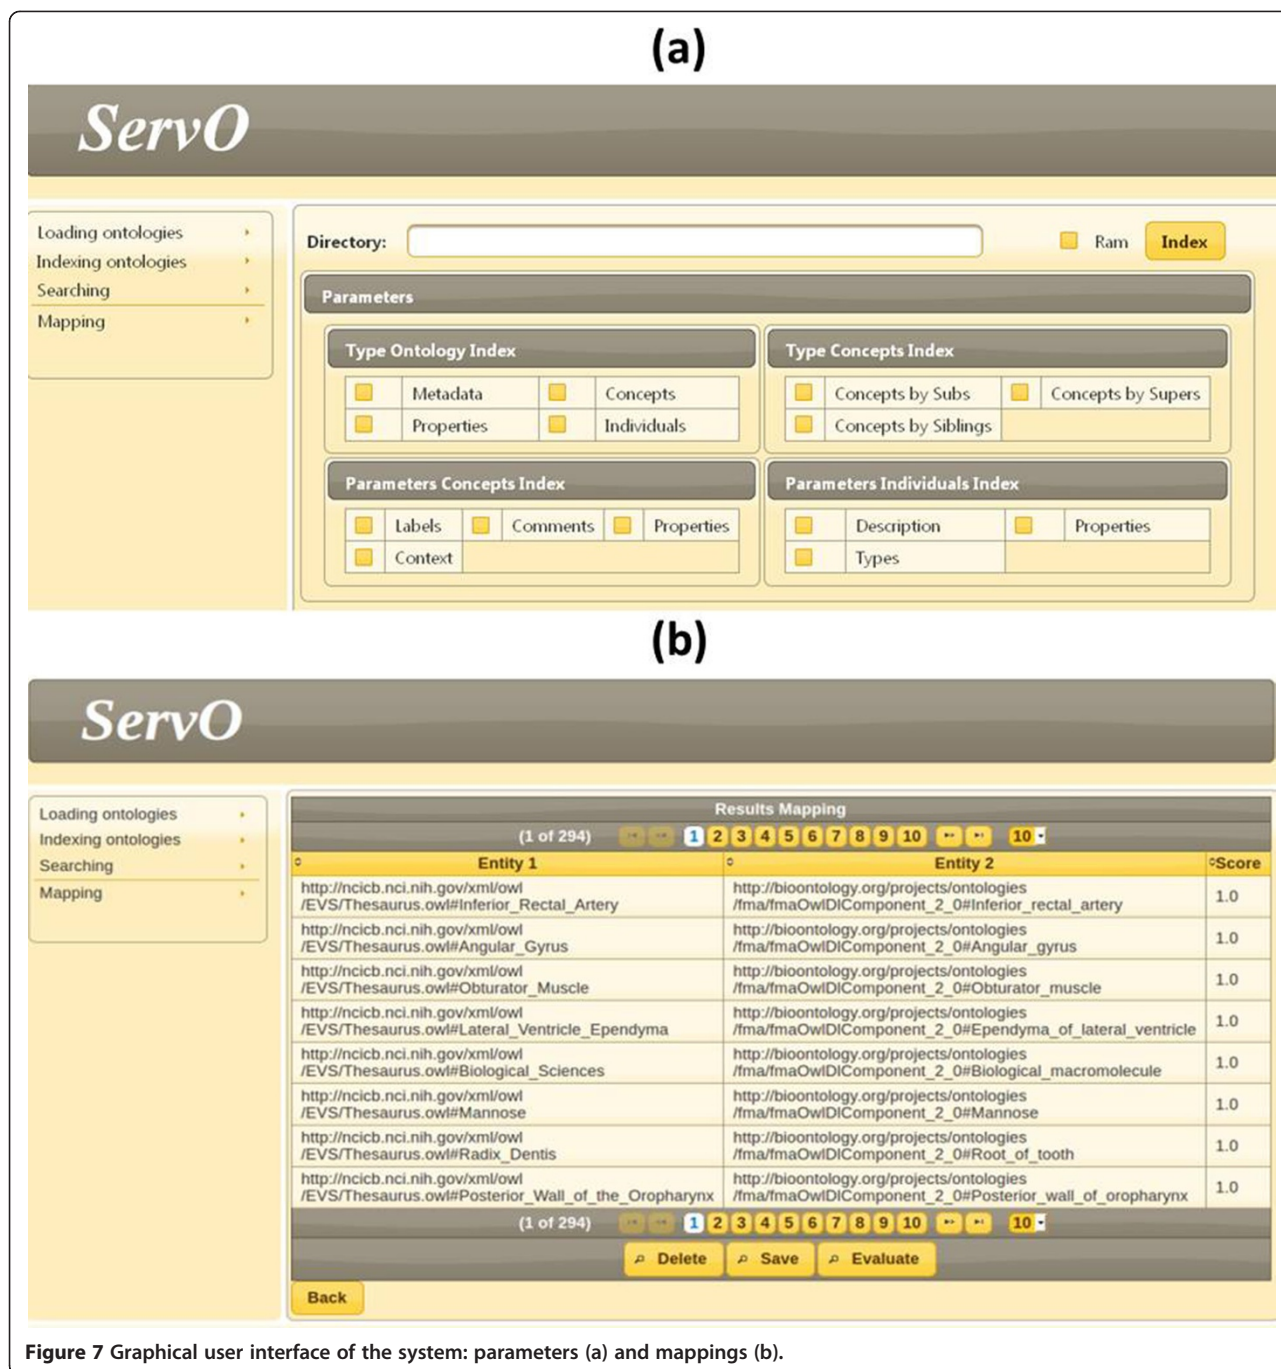 (a)
ServO
Loading ontologies
Indexing ontologies
Searching
Mapping
Directory:
Ram
Index
Parameters
Type Ontology Index
Metadata Concepts
Properties Individuals
Type Concepts Index
Concepts by Subs Concepts by Supers
Concepts by Siblings
Parameters Concepts Index
Labels Comments Properties
Context
Parameters Individuals Index
Description Properties
Types
(b)
ServO
Loading ontologies
Indexing ontologies
Searching
Mapping
Results Mapping
(1 of 294) 1 2 3 4 5 6 7 8 9 10 10
Entity 1 Entity 2 Score
http://ncicb.nci.nih.gov/xml/owl
/EVS/Thesaurus.owl#Inferior_Rectal_Artery
http://bioontology.org/projects/ontologies
/fma/fmaOwlDlComponent_2_0#Inferior_rectal_artery
1.0
http://ncicb.nci.nih.gov/xml/owl
/EVS/Thesaurus.owl#Angular_Gyrus
http://bioontology.org/projects/ontologies
/fma/fmaOwlDlComponent_2_0#Angular_gyrus
1.0
http://ncicb.nci.nih.gov/xml/owl
/EVS/Thesaurus.owl#Obturator_Muscle
http://bioontology.org/projects/ontologies
/fma/fmaOwlDlComponent_2_0#Obturator_muscle
1.0
http://ncicb.nci.nih.gov/xml/owl
/EVS/Thesaurus.owl#Lateral_Ventricle_Ependyma
http://bioontology.org/projects/ontologies
/fma/fmaOwlDlComponent_2_0#Ependyma_of_lateral_ventricle
1.0
http://ncicb.nci.nih.gov/xml/owl
/EVS/Thesaurus.owl#Biological_Sciences
http://bioontology.org/projects/ontologies
/fma/fmaOwlDlComponent_2_0#Biological_macromolecule
1.0
http://ncicb.nci.nih.gov/xml/owl
/EVS/Thesaurus.owl#Mannose
http://bioontology.org/projects/ontologies
/fma/fmaOwlDlComponent_2_0#Mannose
1.0
http://ncicb.nci.nih.gov/xml/owl
/EVS/Thesaurus.owl#Radix_Dentis
http://bioontology.org/projects/ontologies
/fma/fmaOwlDlComponent_2_0#Root_of_tooth
1.0
http://ncicb.nci.nih.gov/xml/owl
/EVS/Thesaurus.owl#Posterior_Wall_of_the_Oropharynx
http://bioontology.org/projects/ontologies
/fma/fmaOwlDlComponent_2_0#Posterior_wall_of_oropharynx
1.0
(1 of 294) 1 2 3 4 5 6 7 8 9 10 10
Delete Save Evaluate
Back
Figure 7 Graphical user interface of the system: parameters (a) and mappings (b).